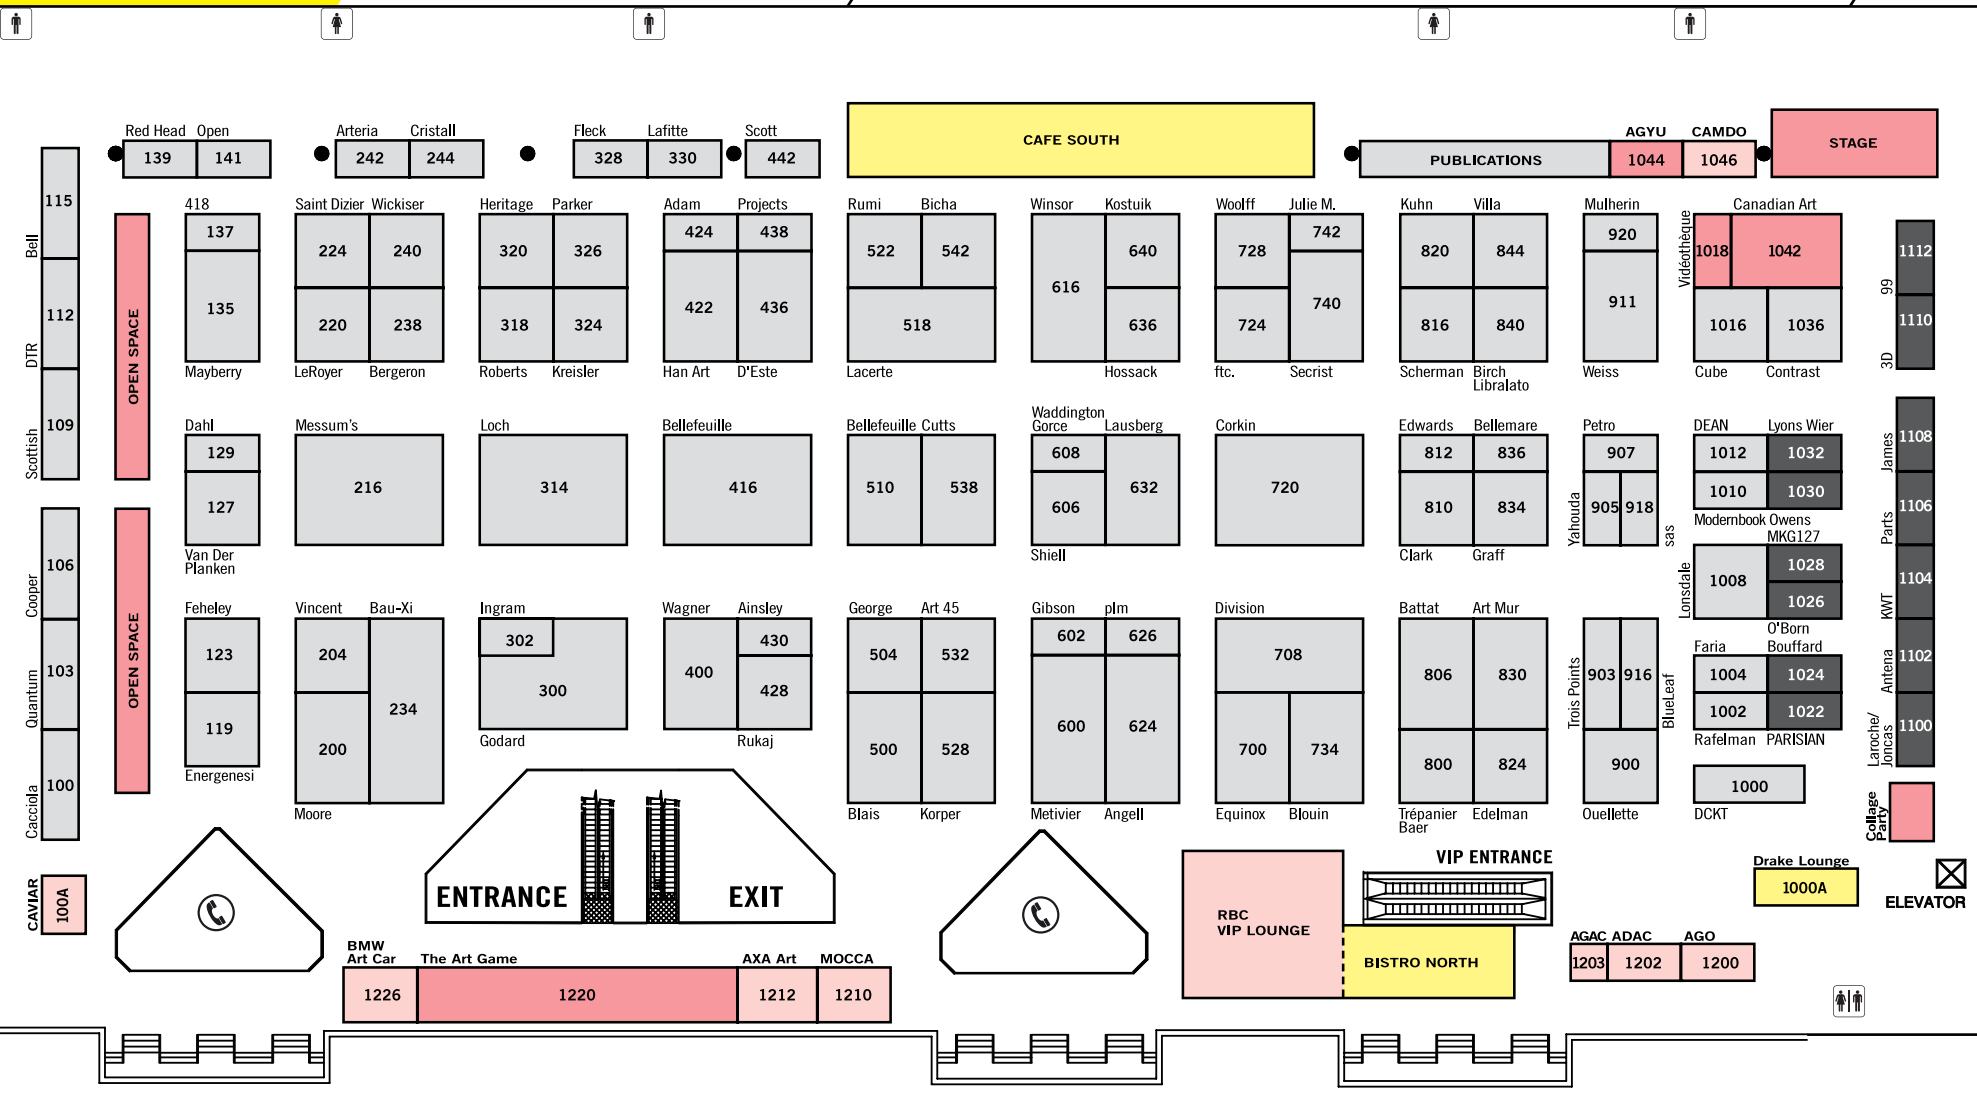 CAFE SOUTH
Red Head Open
139 141
Arteria Cristall
242 244
Fleck Lafitte
328 330
Scott
442
PUBLICATIONS
AGYU CAMDO
1044 1046
STAGE
115
Bell
112
DTR
109
Scottish
106
Cooper
103
Quantum
100
Cacciola
CAVIAR
100A
OPEN SPACE
OPEN SPACE
418
137
135
Mayberry
Saint Dizier Wickiser
224 240
220 238
LeRoyer Bergeron
Heritage Parker
320 326
318 324
Roberts Kreisler
Adam Projects
424 438
422 436
Han Art D'Este
Rumi Bicha
522 542
518
Lacerte
Winsor Kostuik
616 640
636
Hossack
Woolff Julie M.
728 742
724 740
ftc. Secrist
Kuhn Villa
820 844
816 840
Scherman Birch
Libralato
Mulherin
920
911
Weiss
Vidéothèque
Canadian Art
1018 1042
1016 1036
Cube Contrast
1112
99
1110
3D
Dahl
129
127
Van Der
Planken
Messum's
216
Loch
314
Bellefeuille
416
Bellefeuille Cutts
510 538
Waddington
Gorce Lausberg
608
606 632
Shiell
Corkin
720
Edwards Bellemare
812 836
810 834
Clark Graff
Petro
907
Yahouda
905 918
sas
DEAN Lyons Wier
1012 1032
1010 1030
Modernbook Owens
MKG127
Lonsdale
1008 1028
1026
O'Born
Faria Bouffard
1004 1024
1002 1022
Rafelman PARISIAN
1000
DCKT
1108
James
1106
Parts
1104
KWT
1102
Antena
1100
Laroche/
Joncas
Collage
Party
Feheley
123
119
Energenesi
Vincent Bau-Xi
204
234
200
Moore
Ingram
302
300
Godard
Wagner Ainsley
430
400
428
Rukaj
George Art 45
504 532
500 528
Blais Korper
Gibson plm
602 626
600 624
Metivier Angell
Division
708
700 734
Equinox Blouin
Battat Art Mur
806 830
800 824
Trépanier Edelman
Baer
Trois Points
903 916
BlueLeaf
900
Ouellette
ENTRANCE EXIT
VIP ENTRANCE
RBC
VIP LOUNGE
BISTRO NORTH
Drake Lounge
1000A
ELEVATOR
AGAC ADAC AGO
1203 1202 1200
BMW
Art Car The Art Game AXA Art MOCCA
1226 1220 1212 1210